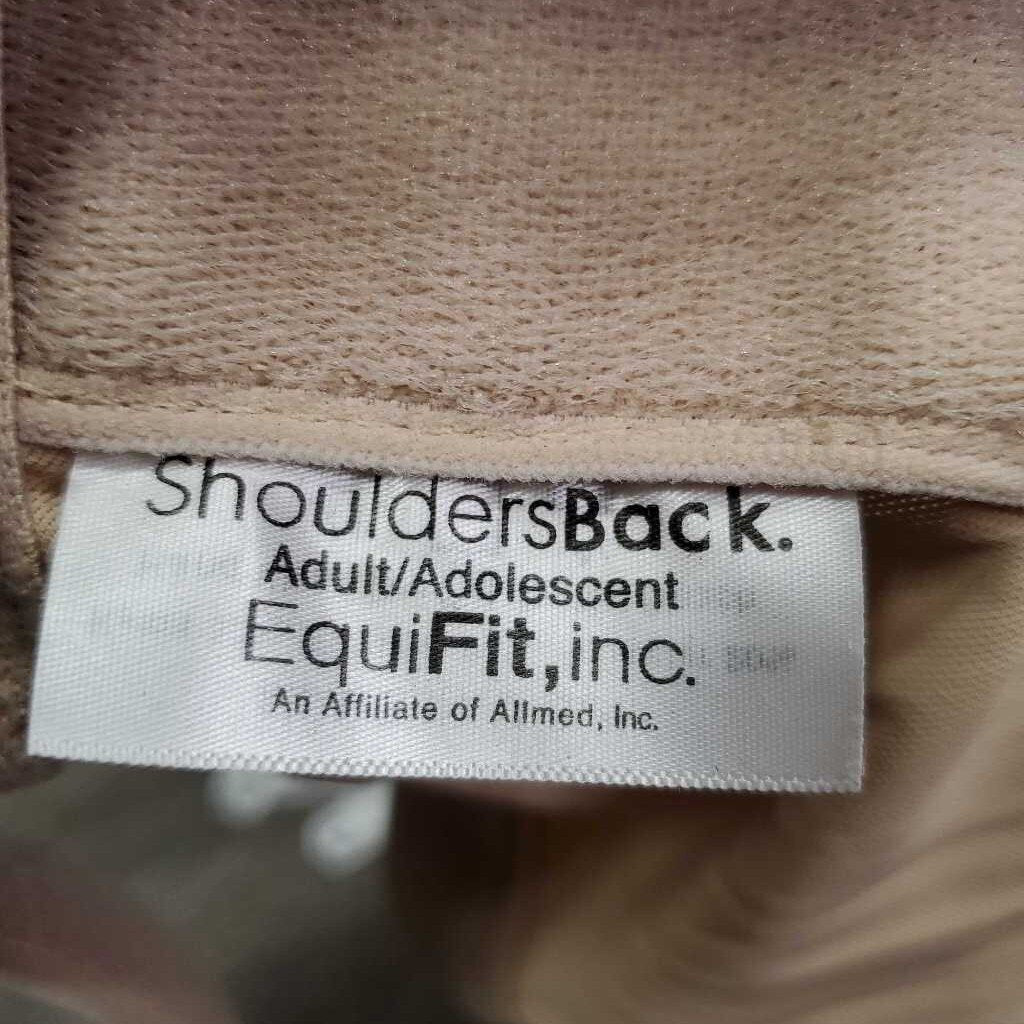 ShouldersBack.
Adult/Adolescent
EquiFit,inc.
An Affiliate of Allmed, Inc.